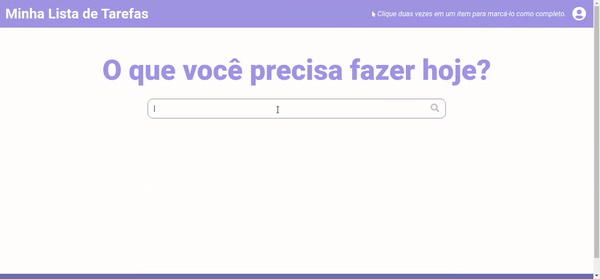 Minha Lista de Tarefas
Clique duas vezes em um item para marcá-lo como completo.
O que você precisa fazer hoje?